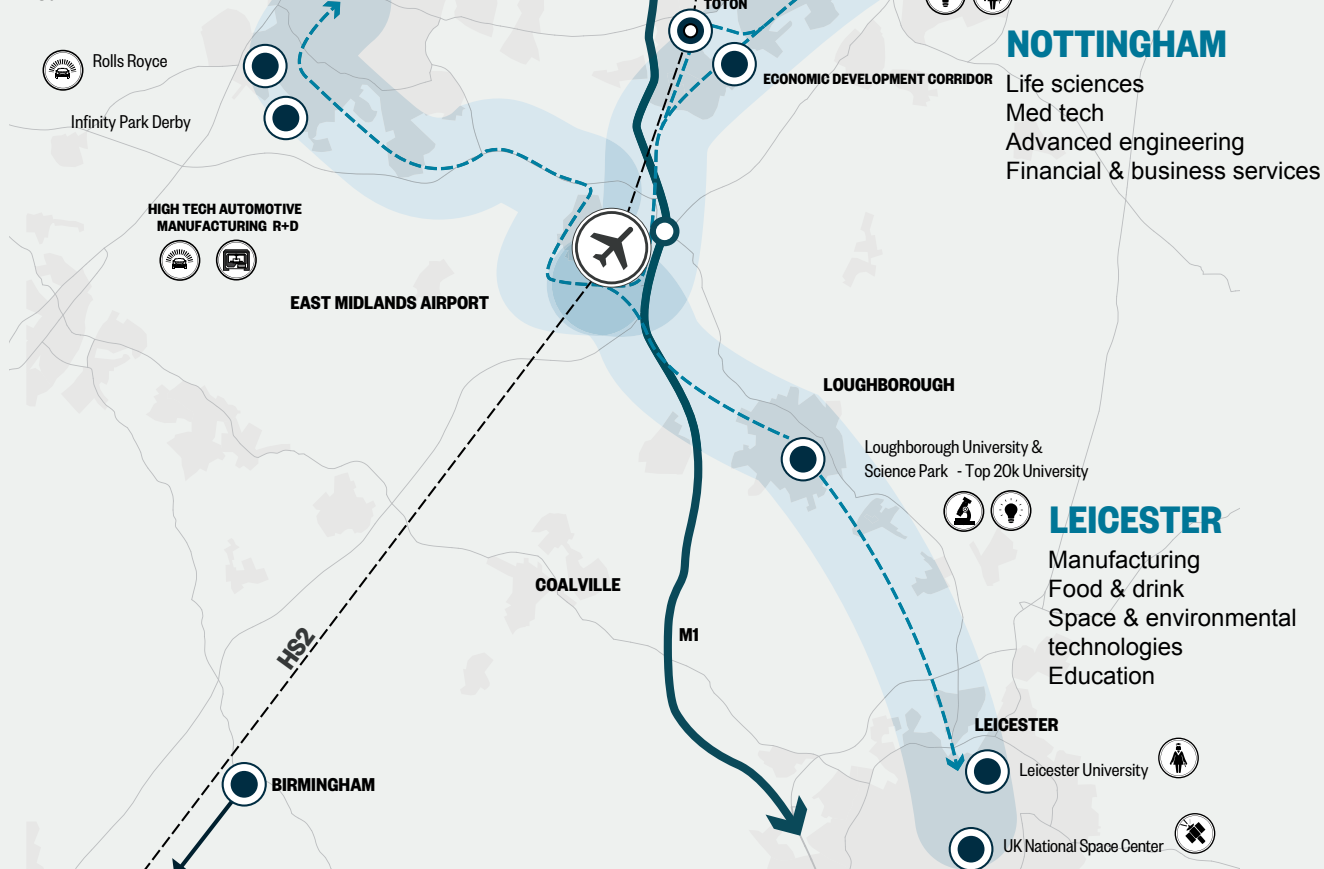 TOTON
Rolls Royce
Infinity Park Derby
ECONOMIC DEVELOPMENT CORRIDOR
NOTTINGHAM
Life sciences
Med tech
Advanced engineering
Financial & business services
HIGH TECH AUTOMOTIVE
MANUFACTURING R+D
EAST MIDLANDS AIRPORT
LOUGHBOROUGH
Loughborough University &
Science Park - Top 20k University
LEICESTER
Manufacturing
Food & drink
Space & environmental
technologies
Education
COALVILLE
M1
HS2
LEICESTER
Leicester University
BIRMINGHAM
UK National Space Center